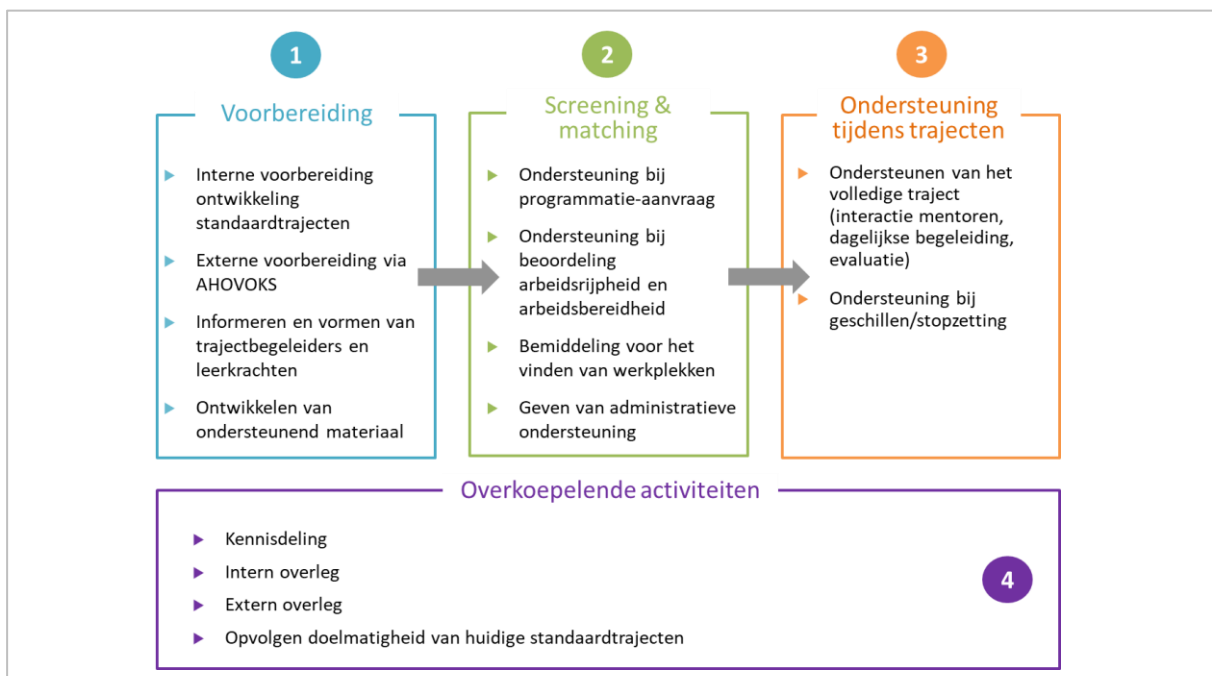 1
Voorbereiding
Interne voorbereiding
ontwikkeling
standaardtrajecten
Externe voorbereiding via
AHOVOKS
Informeren en vormen van
trajectbegeleiders en
leerkrachten
Ontwikkelen van
ondersteunend materiaal
2
Screening &
matching
Ondersteuning bij
programmatie-aanvraag
Ondersteuning bij
beoordeling
arbeidsrijpheid en
arbeidsbereidheid
Bemiddeling voor het
vinden van werkplekken
Geven van administratieve
ondersteuning
3
Ondersteuning
tijdens trajecten
Ondersteunen van het
volledige traject
(interactie mentoren,
dagelijkse begeleiding,
evaluatie)
Ondersteuning bij
geschillen/stopzetting
Overkoepelende activiteiten
Kennisdeling
Intern overleg
Extern overleg
Opvolgen doelmatigheid van huidige standaardtrajecten
4